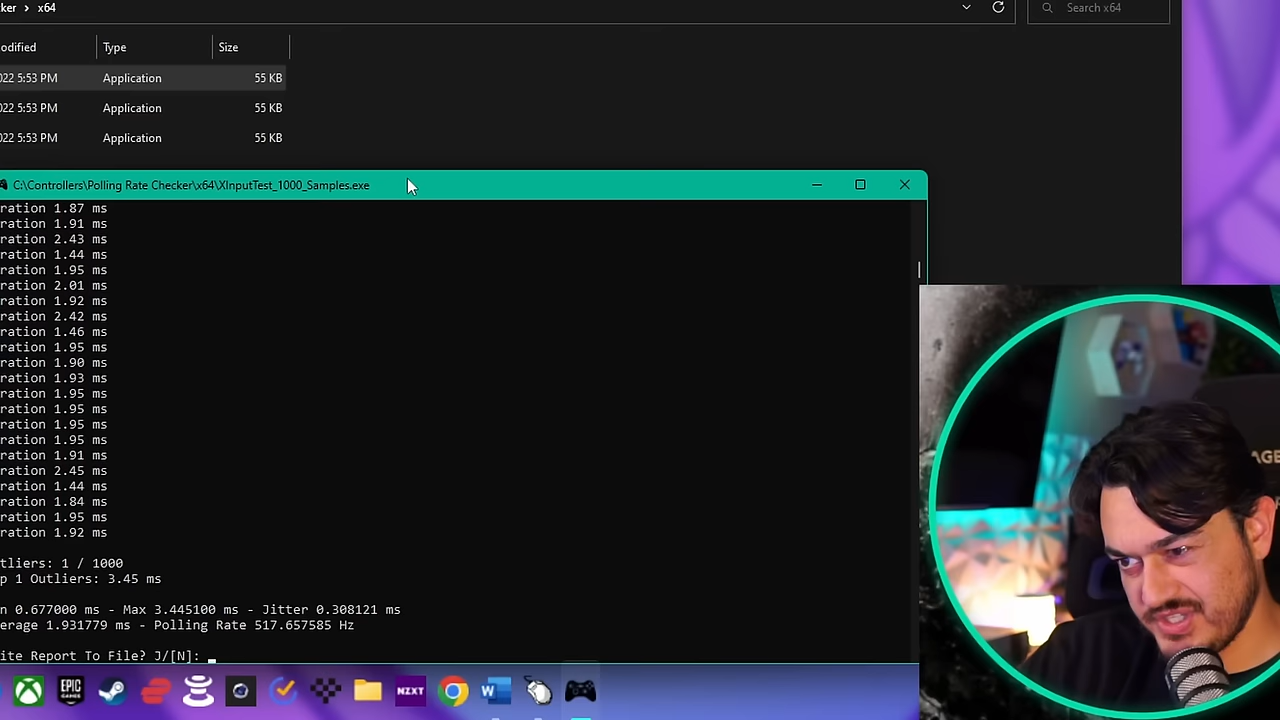 ker > x64
Search x64
odified Type Size
022 5:53 PM Application 55 KB
022 5:53 PM Application 55 KB
022 5:53 PM Application 55 KB
C:\Controllers\Polling Rate Checker\x64\XInputTest_1000_Samples.exe
ration 1.87 ms
ration 1.91 ms
ration 2.43 ms
ration 1.44 ms
ration 1.95 ms
ration 2.01 ms
ration 1.92 ms
ration 2.42 ms
ration 1.46 ms
ration 1.95 ms
ration 1.90 ms
ration 1.93 ms
ration 1.95 ms
ration 1.95 ms
ration 1.95 ms
ration 1.95 ms
ration 1.91 ms
ration 2.45 ms
ration 1.44 ms
ration 1.84 ms
ration 1.95 ms
ration 1.92 ms
tliers: 1 / 1000
p 1 Outliers: 3.45 ms
n 0.677000 ms - Max 3.445100 ms - Jitter 0.308121 ms
erage 1.931779 ms - Polling Rate 517.657585 Hz
ite Report To File? J/[N]:
AGE
EPIC
GAMES
NZXT
W